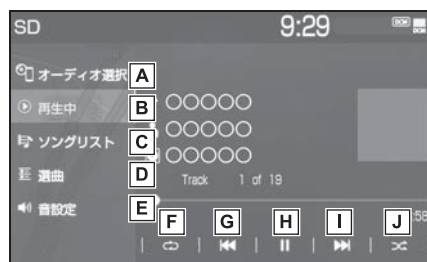 SD
9:29
オーディオ選択 A
再生中 B ○○○○○
ソングリスト C ○○○○○
○○○○○
選曲 D Track 1 of 19
音設定 E
:58
F G H I J